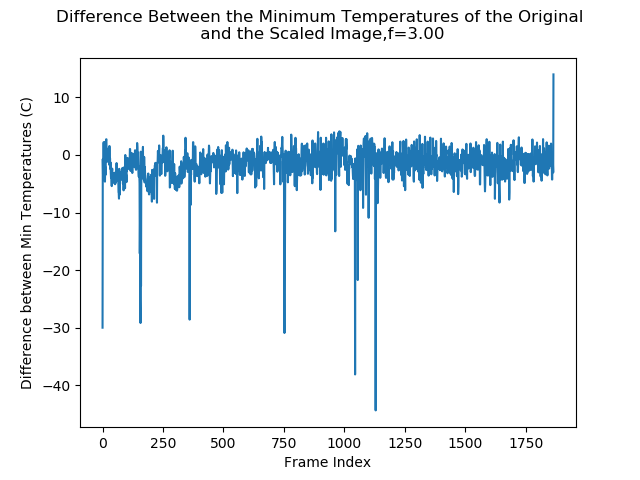 Difference Between the Minimum Temperatures of the Original
and the Scaled Image,f=3.00
Difference between Min Temperatures (C)
10
0
−10
−20
−30
−40
0 250 500 750 1000 1250 1500 1750
Frame Index